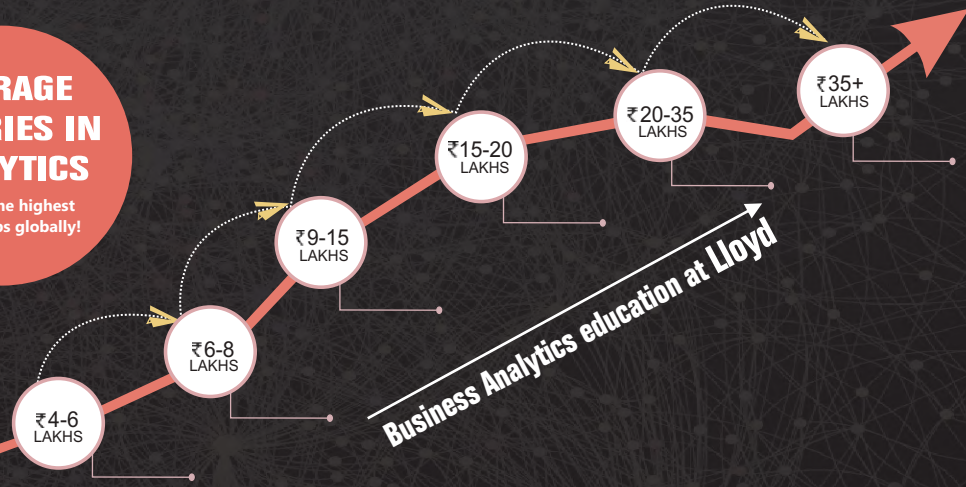 RAGE
RIES IN
YTICS
ne highest
os globally!
₹4-6
LAKHS
₹6-8
LAKHS
₹9-15
LAKHS
₹15-20
LAKHS
₹20-35
LAKHS
₹35+
LAKHS
Business Analytics education at Lloyd